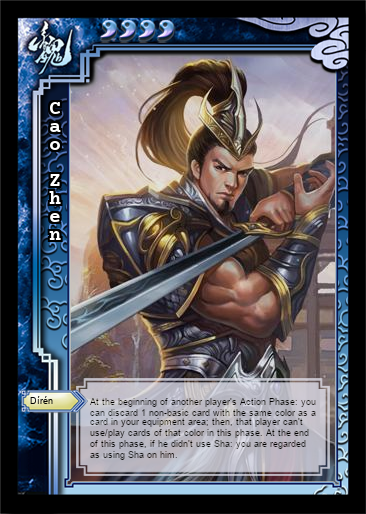 魏
Cao Zhen
Dírén
At the beginning of another player's Action Phase: you
can discard 1 non-basic card with the same color as a
card in your equipment area; then, that player can't
use/play cards of that color in this phase. At the end
of this phase, if he didn't use Sha: you are regarded
as using Sha on him.